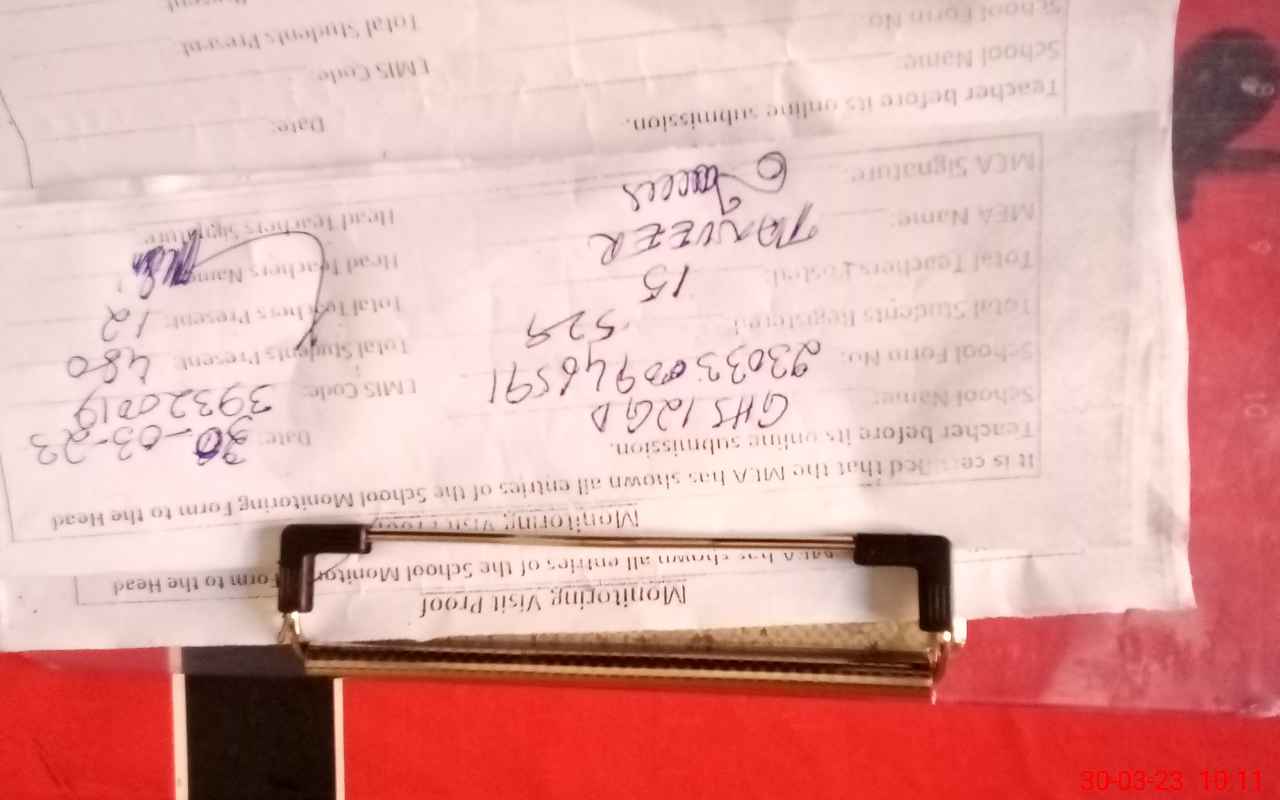 Monitoring Visit Proof
MEA has shown all entries of the School Monitor Form to the Head
Monitoring Visit Proof
It is certified that the MEA has shown all entries of the School Monitoring Form to the Head
Teacher before its online submission. Date: 30-03-23
School Name: GHS 126 D EMIS Code: 39320019
School Form No: 2303300946591 Total Students Present: 480
Total Students Registered: 529 Total Teachers Present: 12
Total Teachers Posted: 15 Head Teachers Name:
MEA Name: TANVEER Head Teachers Signature
MEA Signature:
Teacher before its online submission. Date:
School Name: EMIS Code:
School Form No: Total Students Present:
30-03-23 10:11